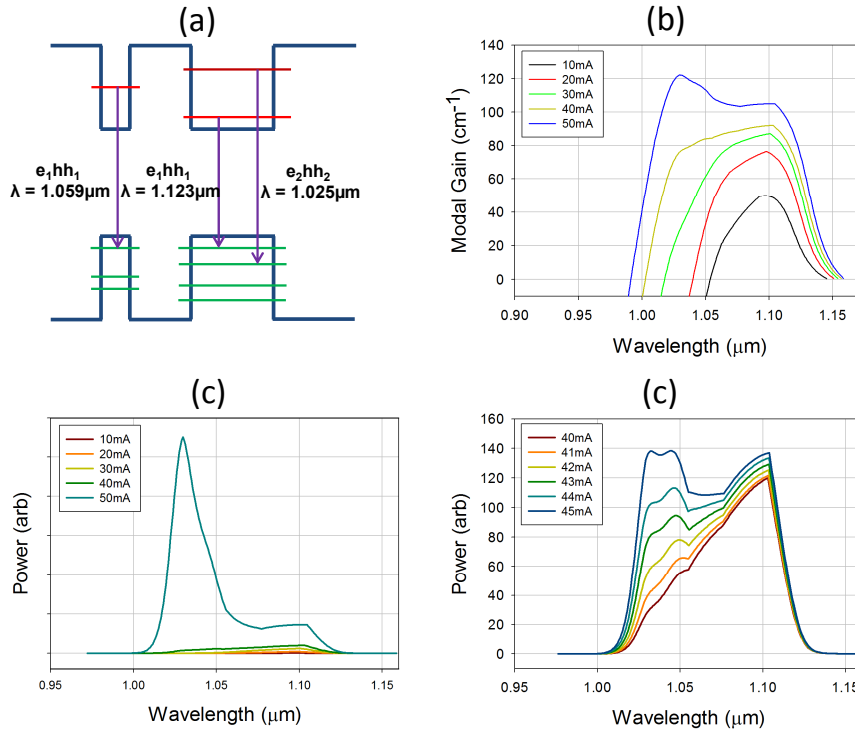 (a)
e1hh1
λ = 1.059μm
e1hh1
λ = 1.123μm
e2hh2
λ = 1.025μm
(b)
Modal Gain (cm-1)
140
120
100
80
60
40
20
0
10mA
20mA
30mA
40mA
50mA
0.90
0.95
1.00
1.05
1.10
1.15
Wavelength (μm)
(c)
Power (arb)
10mA
20mA
30mA
40mA
50mA
0.95
1.00
1.05
1.10
1.15
Wavelength (μm)
(c)
Power (arb)
160
140
120
100
80
60
40
20
0
40mA
41mA
42mA
43mA
44mA
45mA
0.95
1.00
1.05
1.10
1.15
Wavelength (μm)